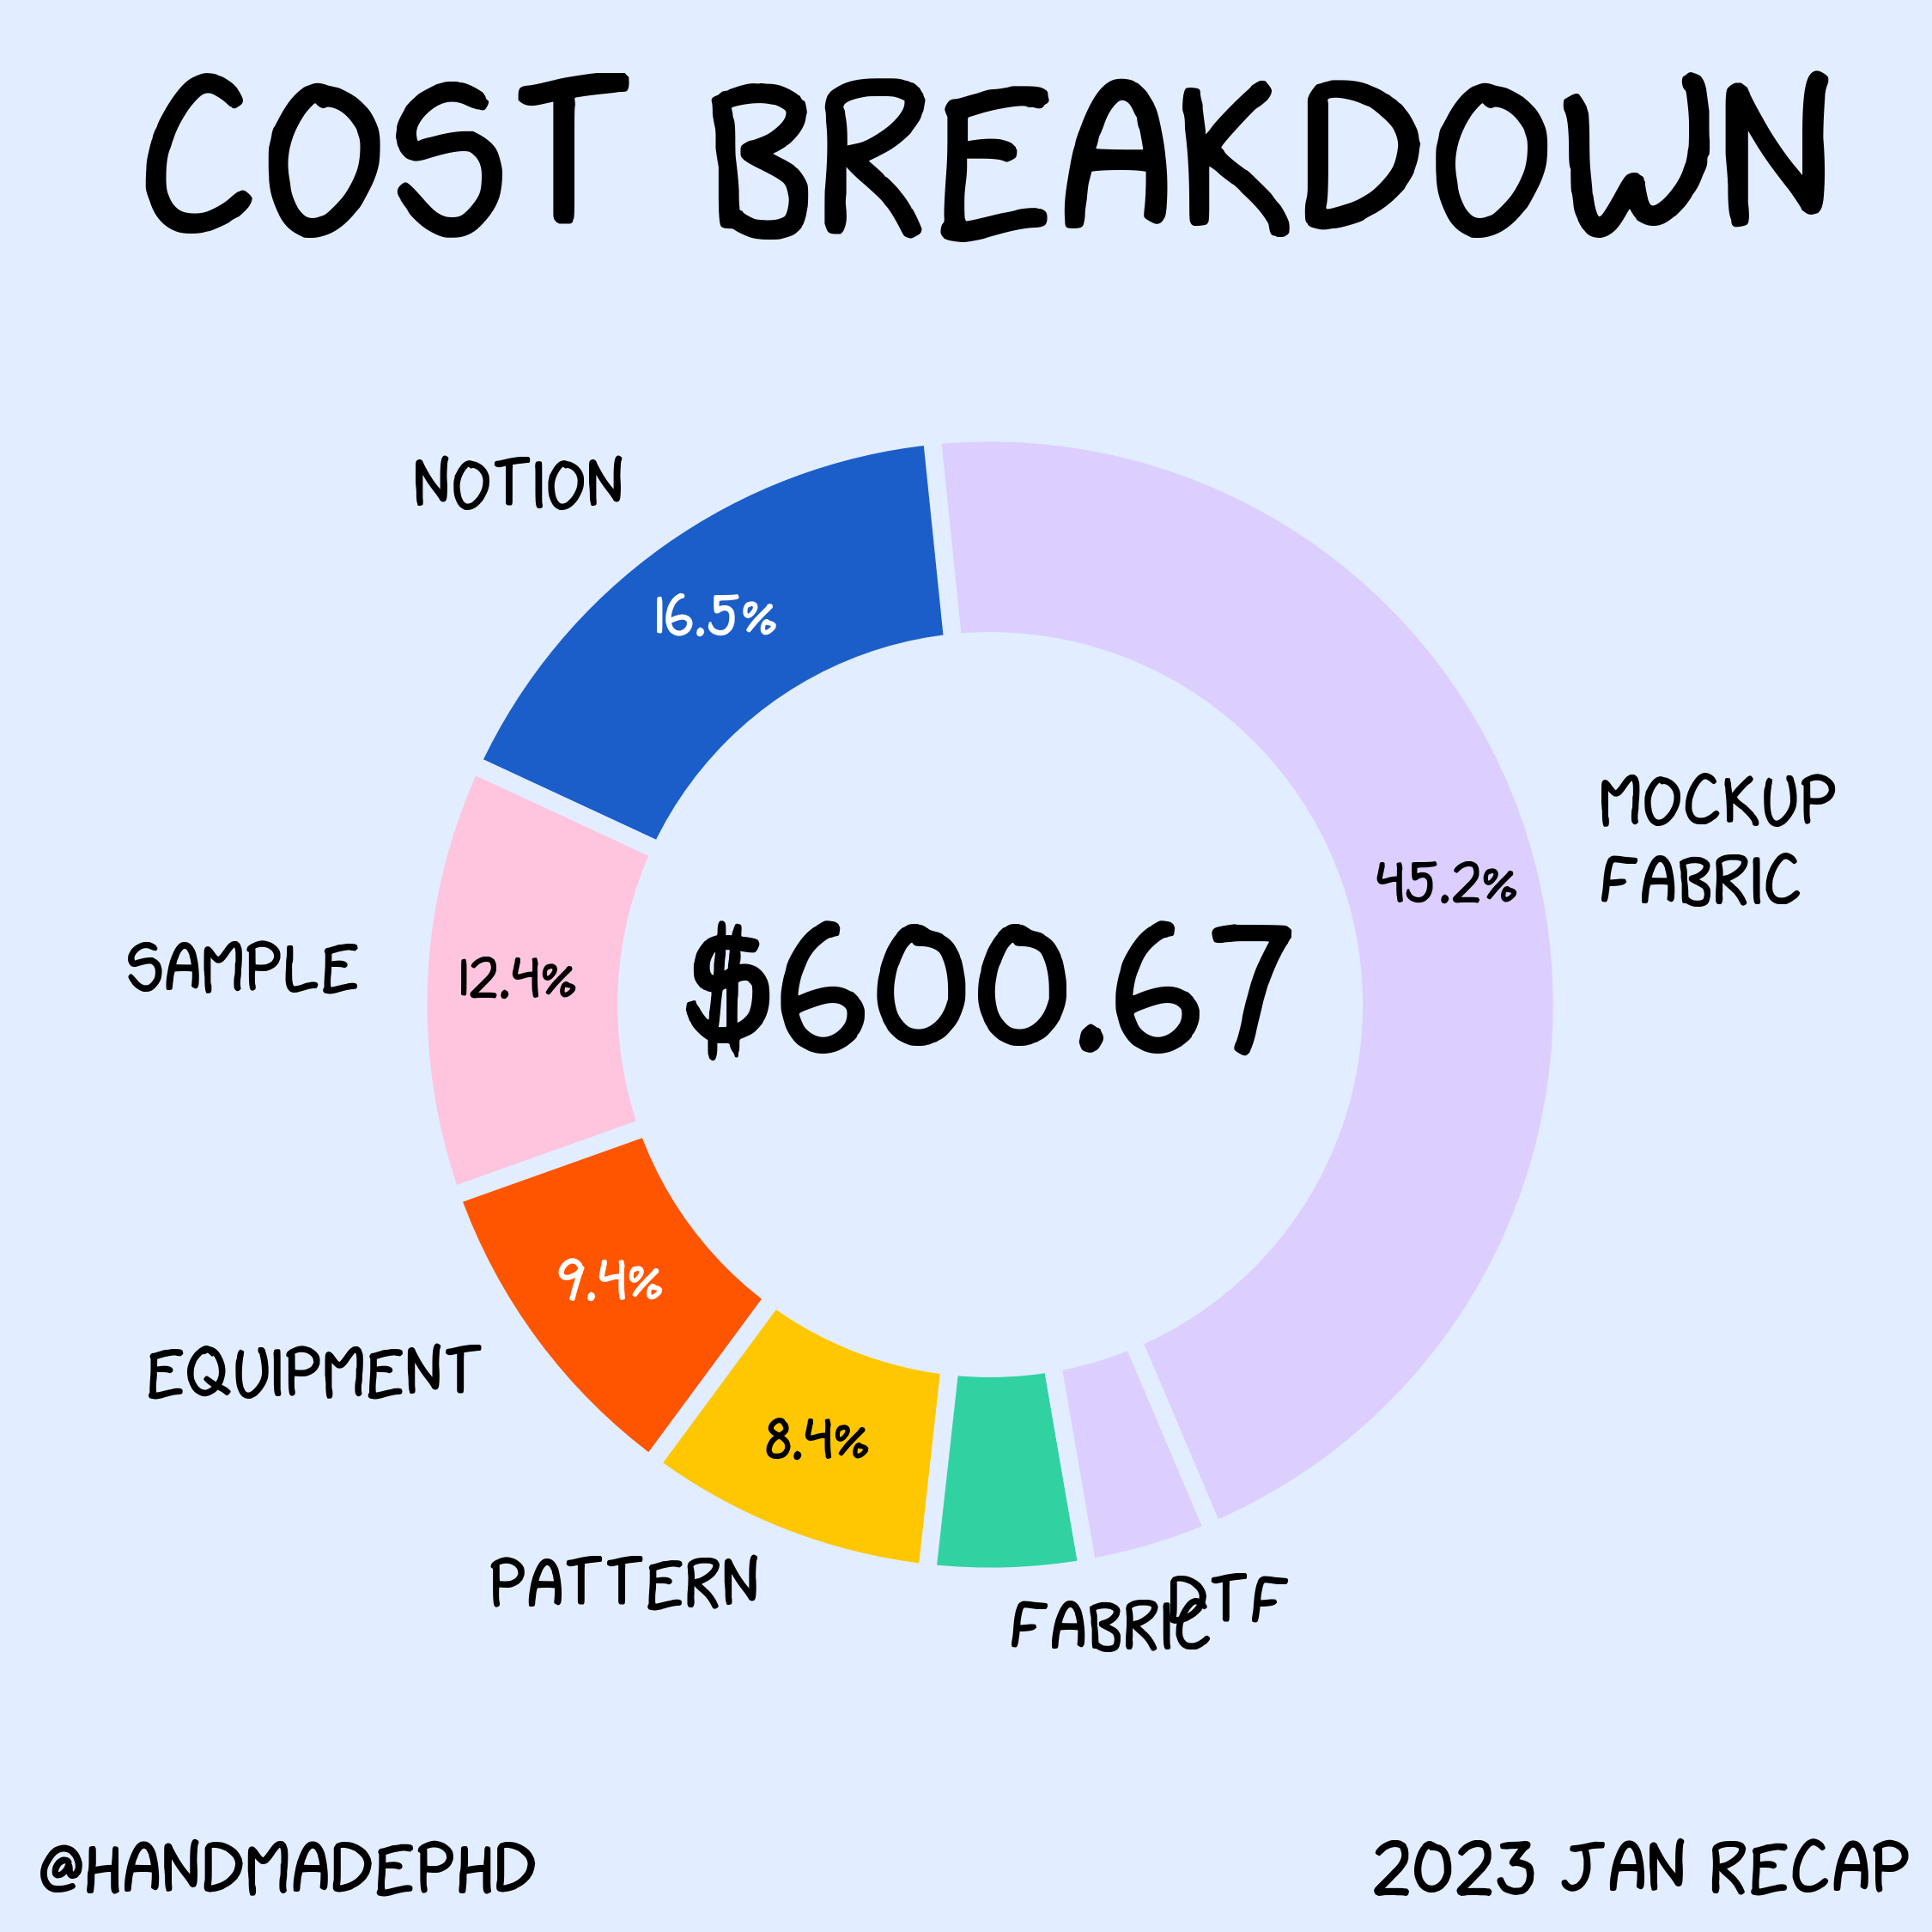 COST BREAKDOWN
NOTION
16.5%
MOCKUP
FABRIC
45.2%
SAMPLE
12.4%
$600.67
9.4%
EQUIPMENT
8.4%
PATTERN
DTF
FABRIC
@HANDMADEPHD
2023 JAN RECAP